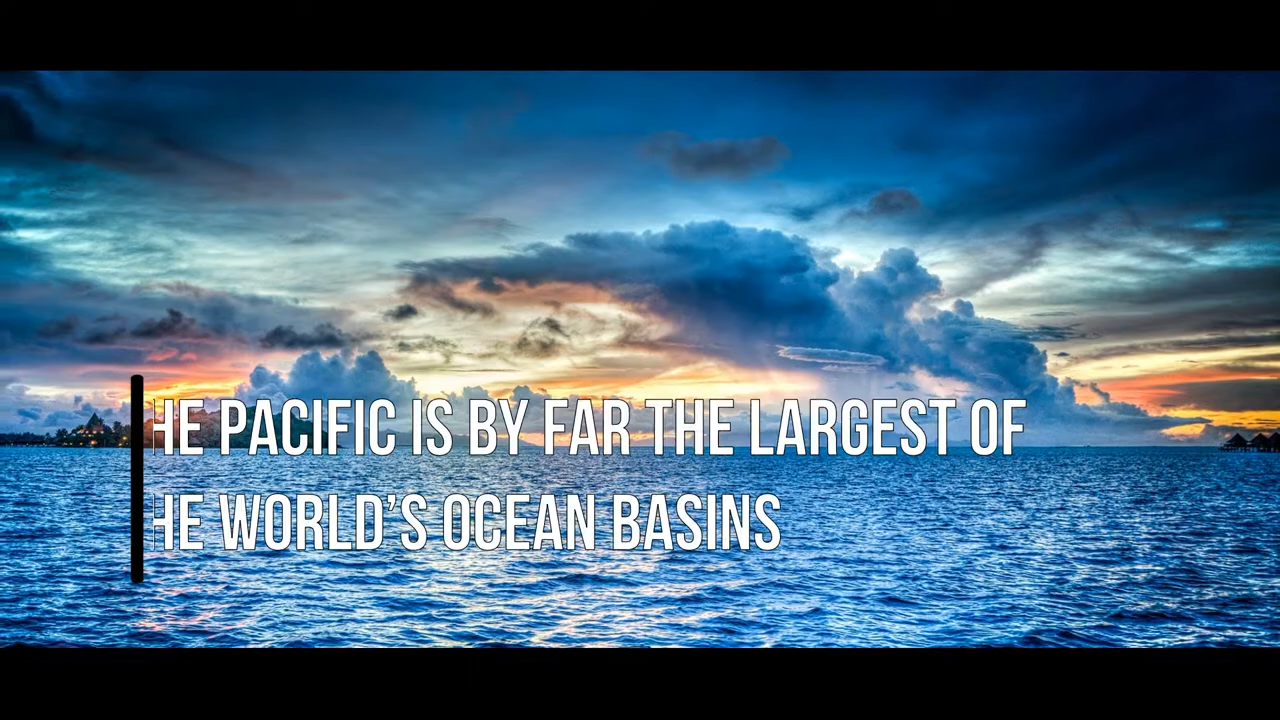 HE PACIFIC IS BY FAR THE LARGEST OF
HE WORLD’S OCEAN BASINS